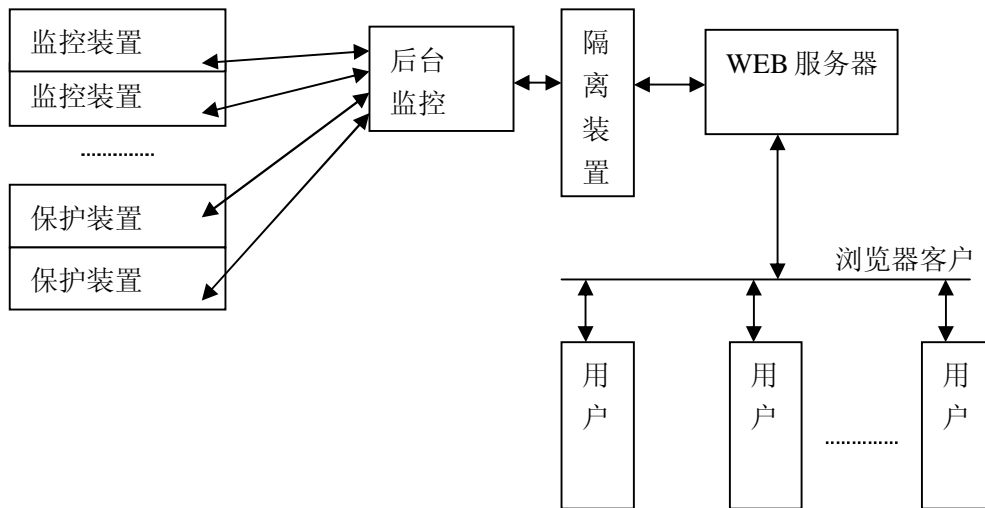 监控装置
监控装置
..............
保护装置
保护装置
后台
监控
隔
离
装
置
WEB 服务器
浏览器客户
用
户
用
户
..............
用
户